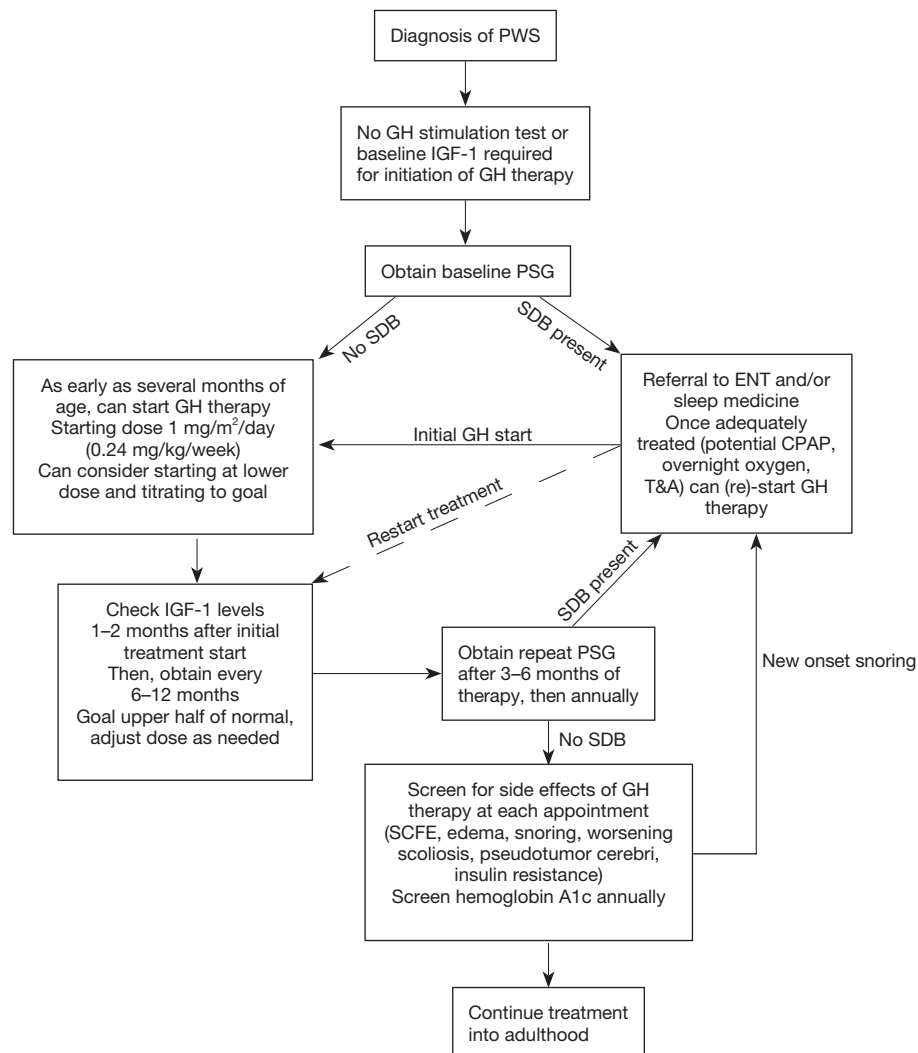 Diagnosis of PWS
No GH stimulation test or
baseline IGF-1 required
for initiation of GH therapy
Obtain baseline PSG
No SDB
SDB present
As early as several months of
age, can start GH therapy
Starting dose 1 mg/m²/day
(0.24 mg/kg/week)
Can consider starting at lower
dose and titrating to goal
Initial GH start
Referral to ENT and/or
sleep medicine
Once adequately
treated (potential CPAP,
overnight oxygen,
T&A) can (re)-start GH
therapy
Restart treatment
Check IGF-1 levels
1–2 months after initial
treatment start
Then, obtain every
6–12 months
Goal upper half of normal,
adjust dose as needed
SDB present
Obtain repeat PSG
after 3–6 months of
therapy, then annually
New onset snoring
No SDB
Screen for side effects of GH
therapy at each appointment
(SCFE, edema, snoring, worsening
scoliosis, pseudotumor cerebri,
insulin resistance)
Screen hemoglobin A1c annually
Continue treatment
into adulthood